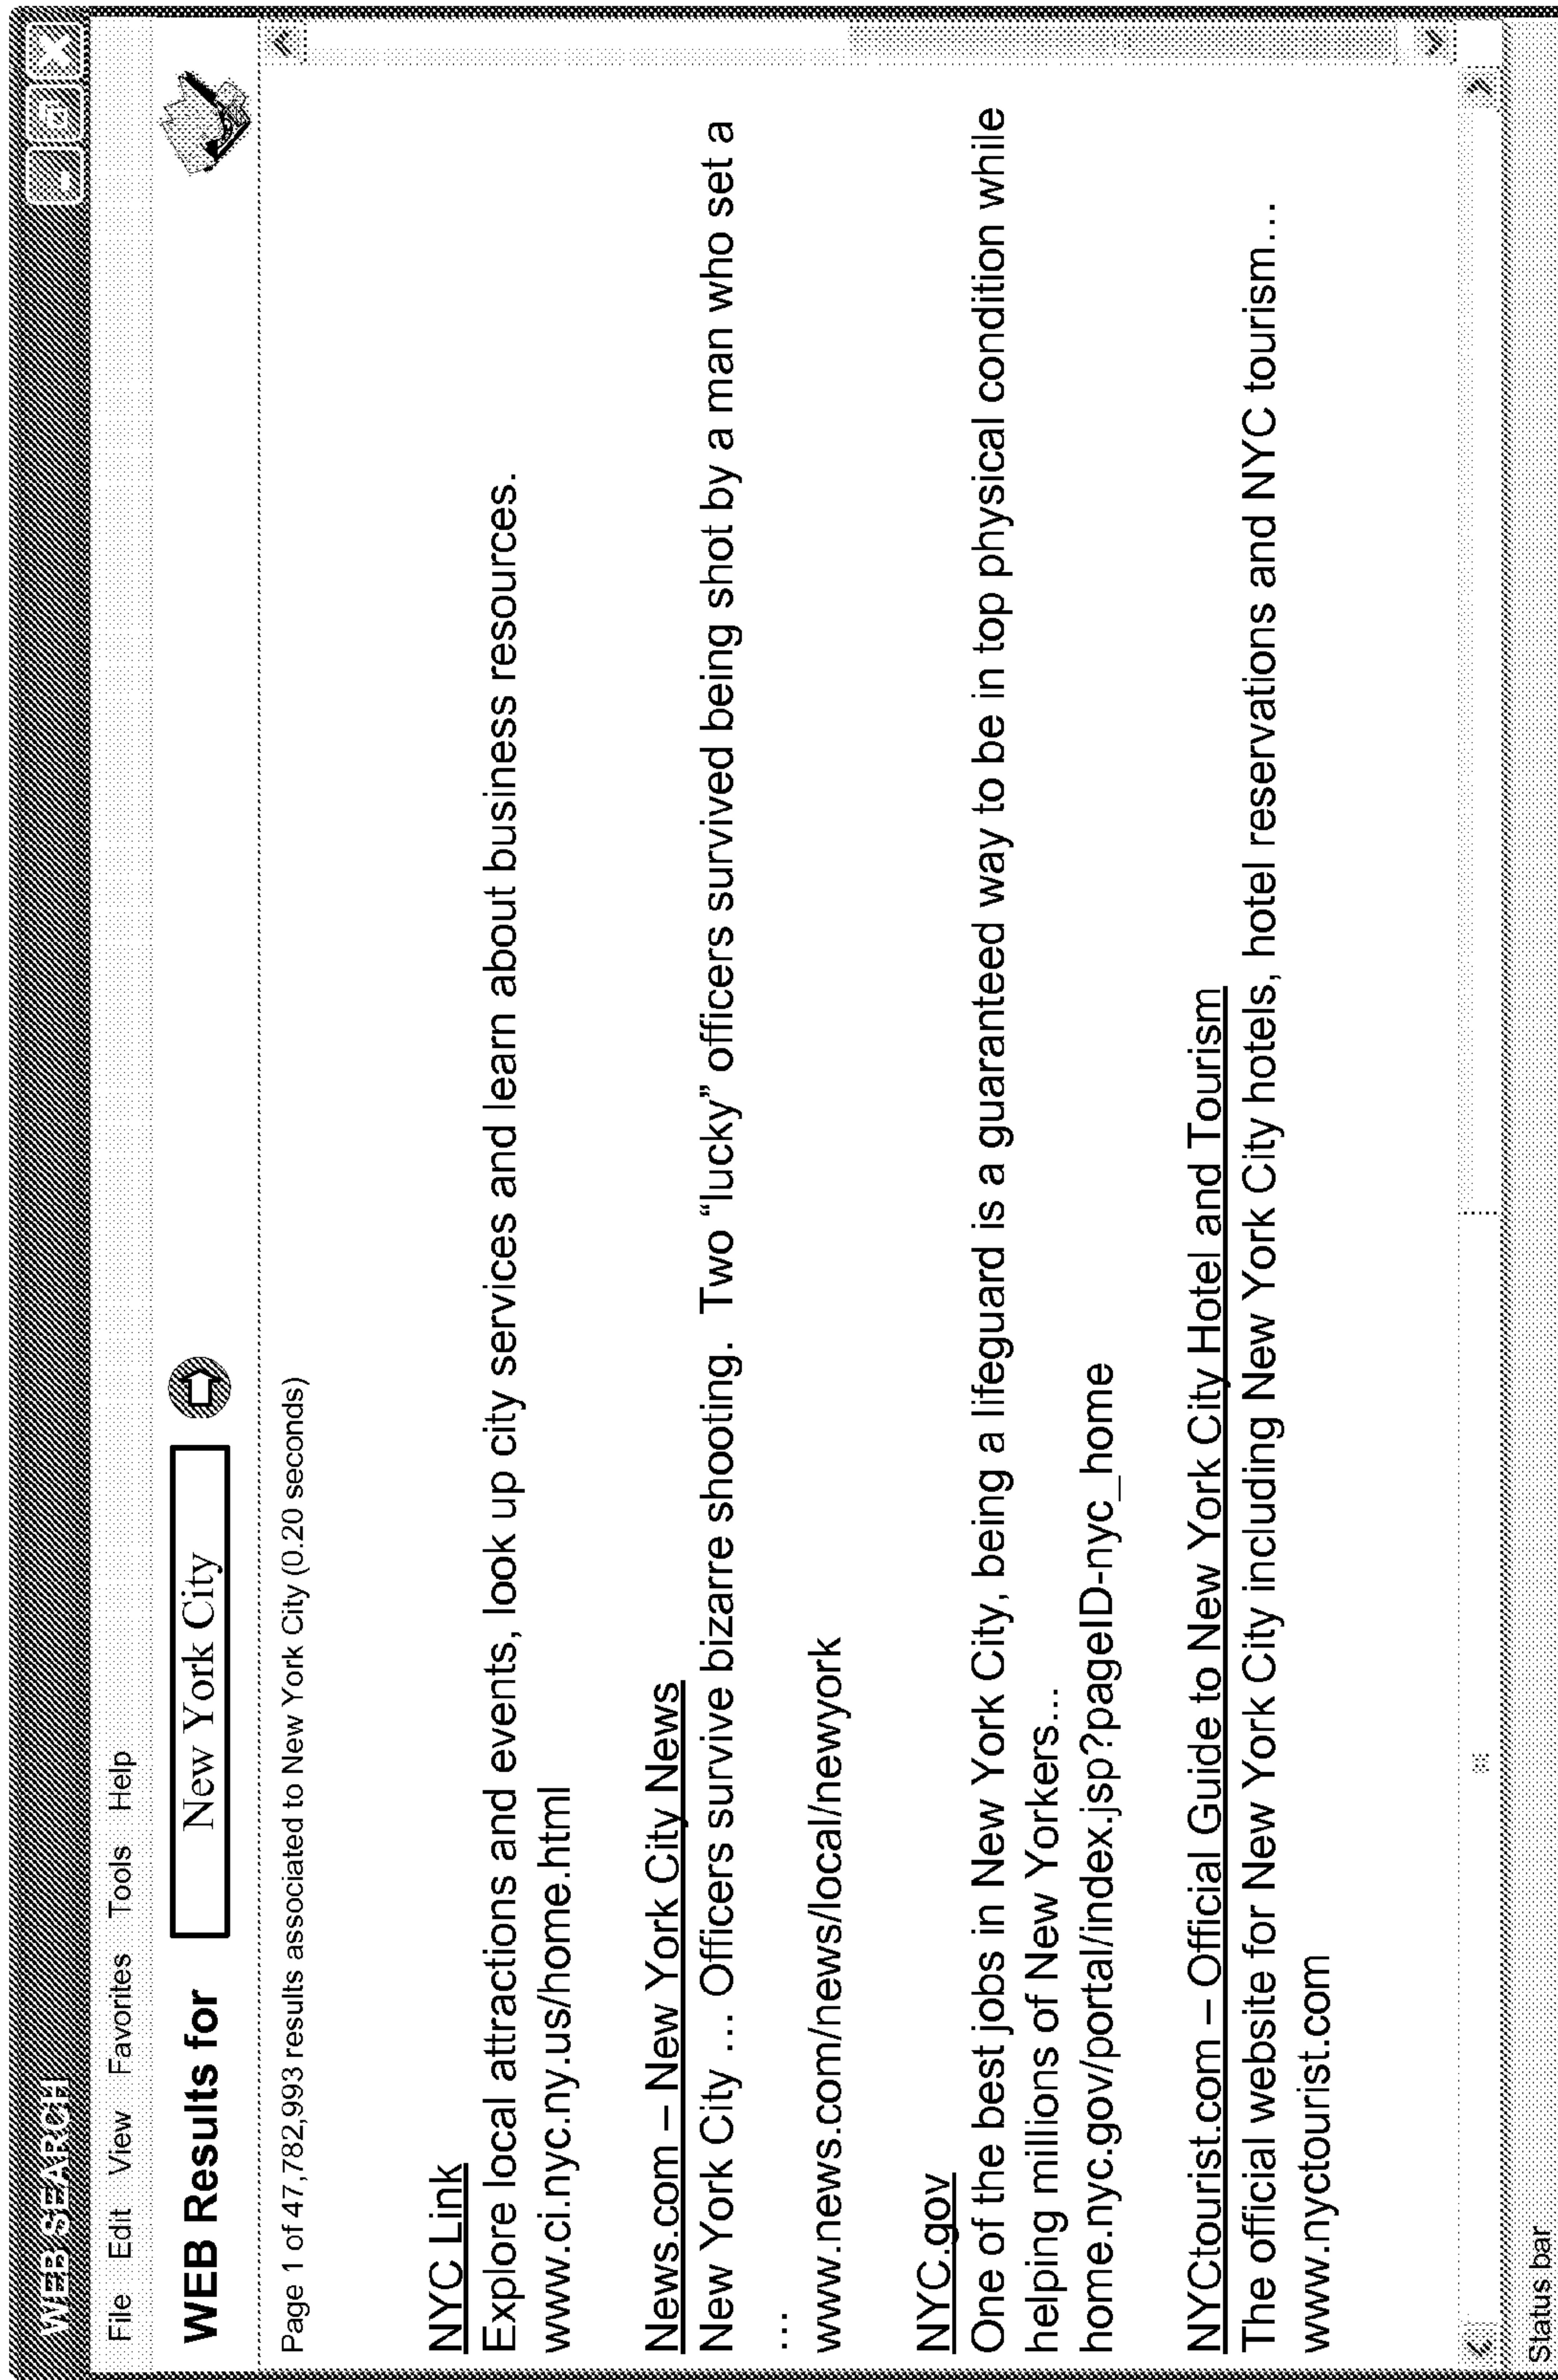 WEB SEARCH
File Edit View Favorites Tools Help
WEB Results for New York City
Page 1 of 47,782,993 results associated to New York City (0.20 seconds)
NYC Link
Explore local attractions and events, look up city services and learn about business resources.
www.ci.nyc.ny.us/home.html
News.com – New York City News
New York City … Officers survive bizarre shooting. Two “lucky” officers survived being shot by a man who set a
…
www.news.com/news/local/newyork
NYC.gov
One of the best jobs in New York City, being a lifeguard is a guaranteed way to be in top physical condition while
helping millions of New Yorkers…
home.nyc.gov/portal/index.jsp?pageID-nyc_home
NYCtourist.com – Official Guide to New York City Hotel and Tourism
The official website for New York City including New York City hotels, hotel reservations and NYC tourism…
www.nyctourist.com
Status bar